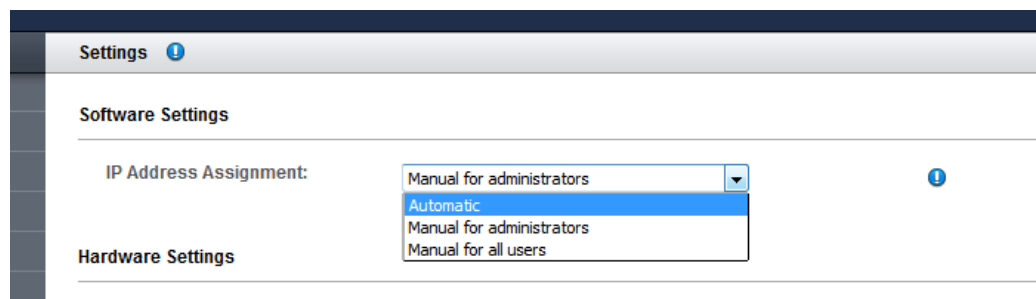 Settings
Software Settings
IP Address Assignment:
Manual for administrators
Automatic
Manual for administrators
Manual for all users
Hardware Settings